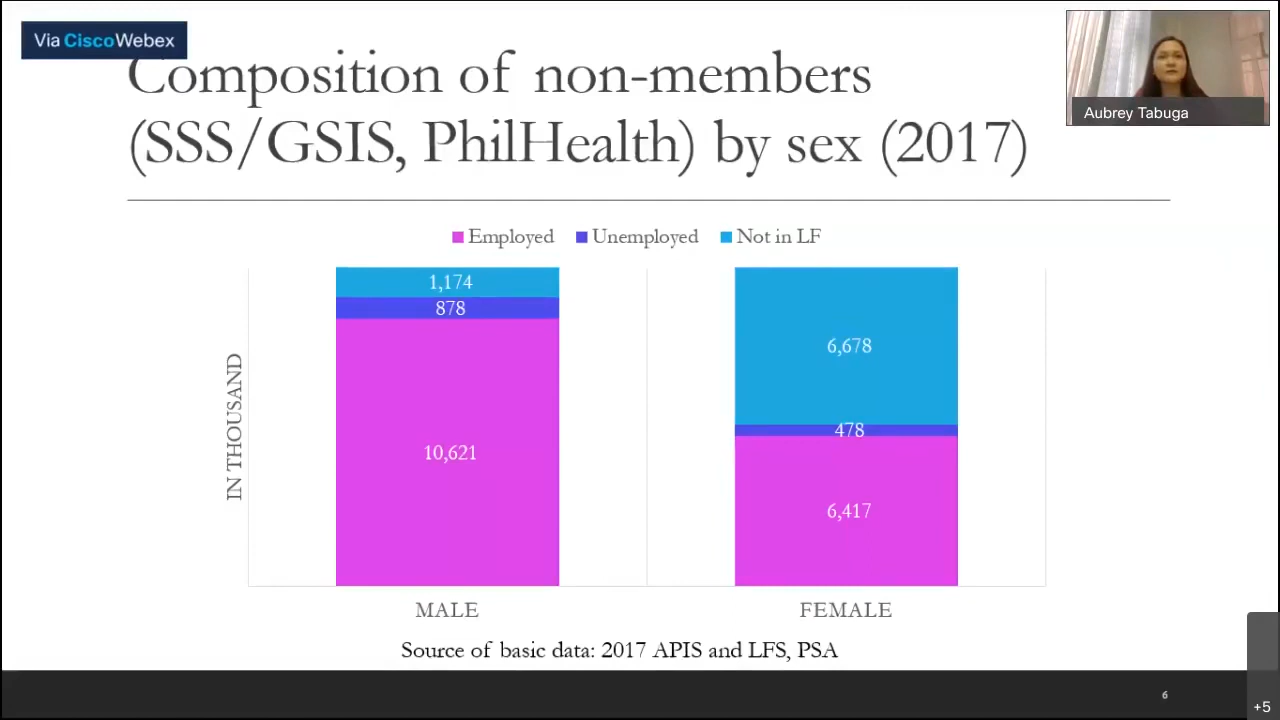 Via CiscoWebex
Composition of non-members
(SSS/GSIS, PhilHealth) by sex (2017)
Aubrey Tabuga
Employed Unemployed Not in LF
IN THOUSAND
1,174
878
10,621
6,678
478
6,417
MALE FEMALE
Source of basic data: 2017 APIS and LFS, PSA
6
+5